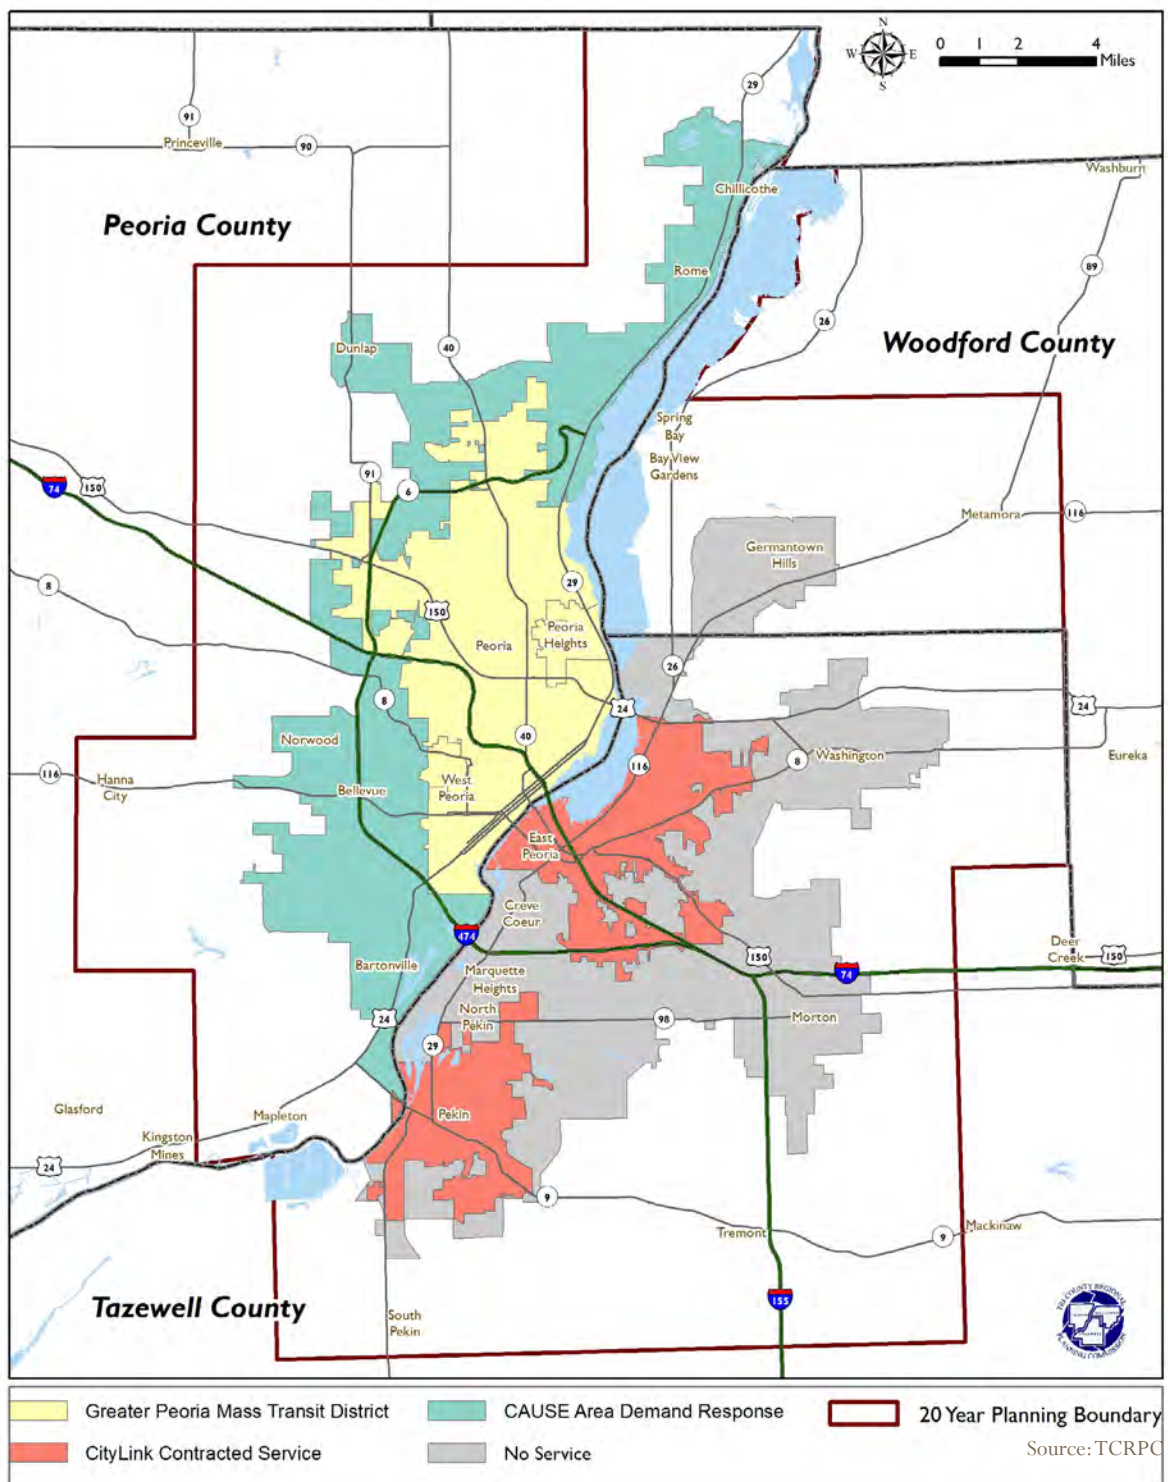 N
W E
S
0 1 2 4
Miles
29
91
Princeville
90
Washburn
Chillicothe
Peoria County
89
Rome
26
Woodford County
40
Dunlap
Spring
Bay
Bay View
Gardens
91
6
74
150
Metamora
116
Germantown
Hills
8
29
150
Peoria
Heights
Peoria
26
8
24
24
40
Norwood
Washington
8
Eureka
116
116
Hanna
City
Bellevue
West
Peoria
East
Peoria
Creve
Coeur
474
Deer
Creek
150
150
74
Bartonville
Marquette
Heights
North
Pekin
24
98
Morton
29
Glasford
Mapleton
Pekin
Kingston
Mines
24
9
Tremont
9
Mackinaw
Tazewell County
155
South
Pekin
TRI-COUNTY REGIONAL
PLANNING COMMISSION
Greater Peoria Mass Transit District
CAUSE Area Demand Response
20 Year Planning Boundary
CityLink Contracted Service
No Service
Source: TCRPC